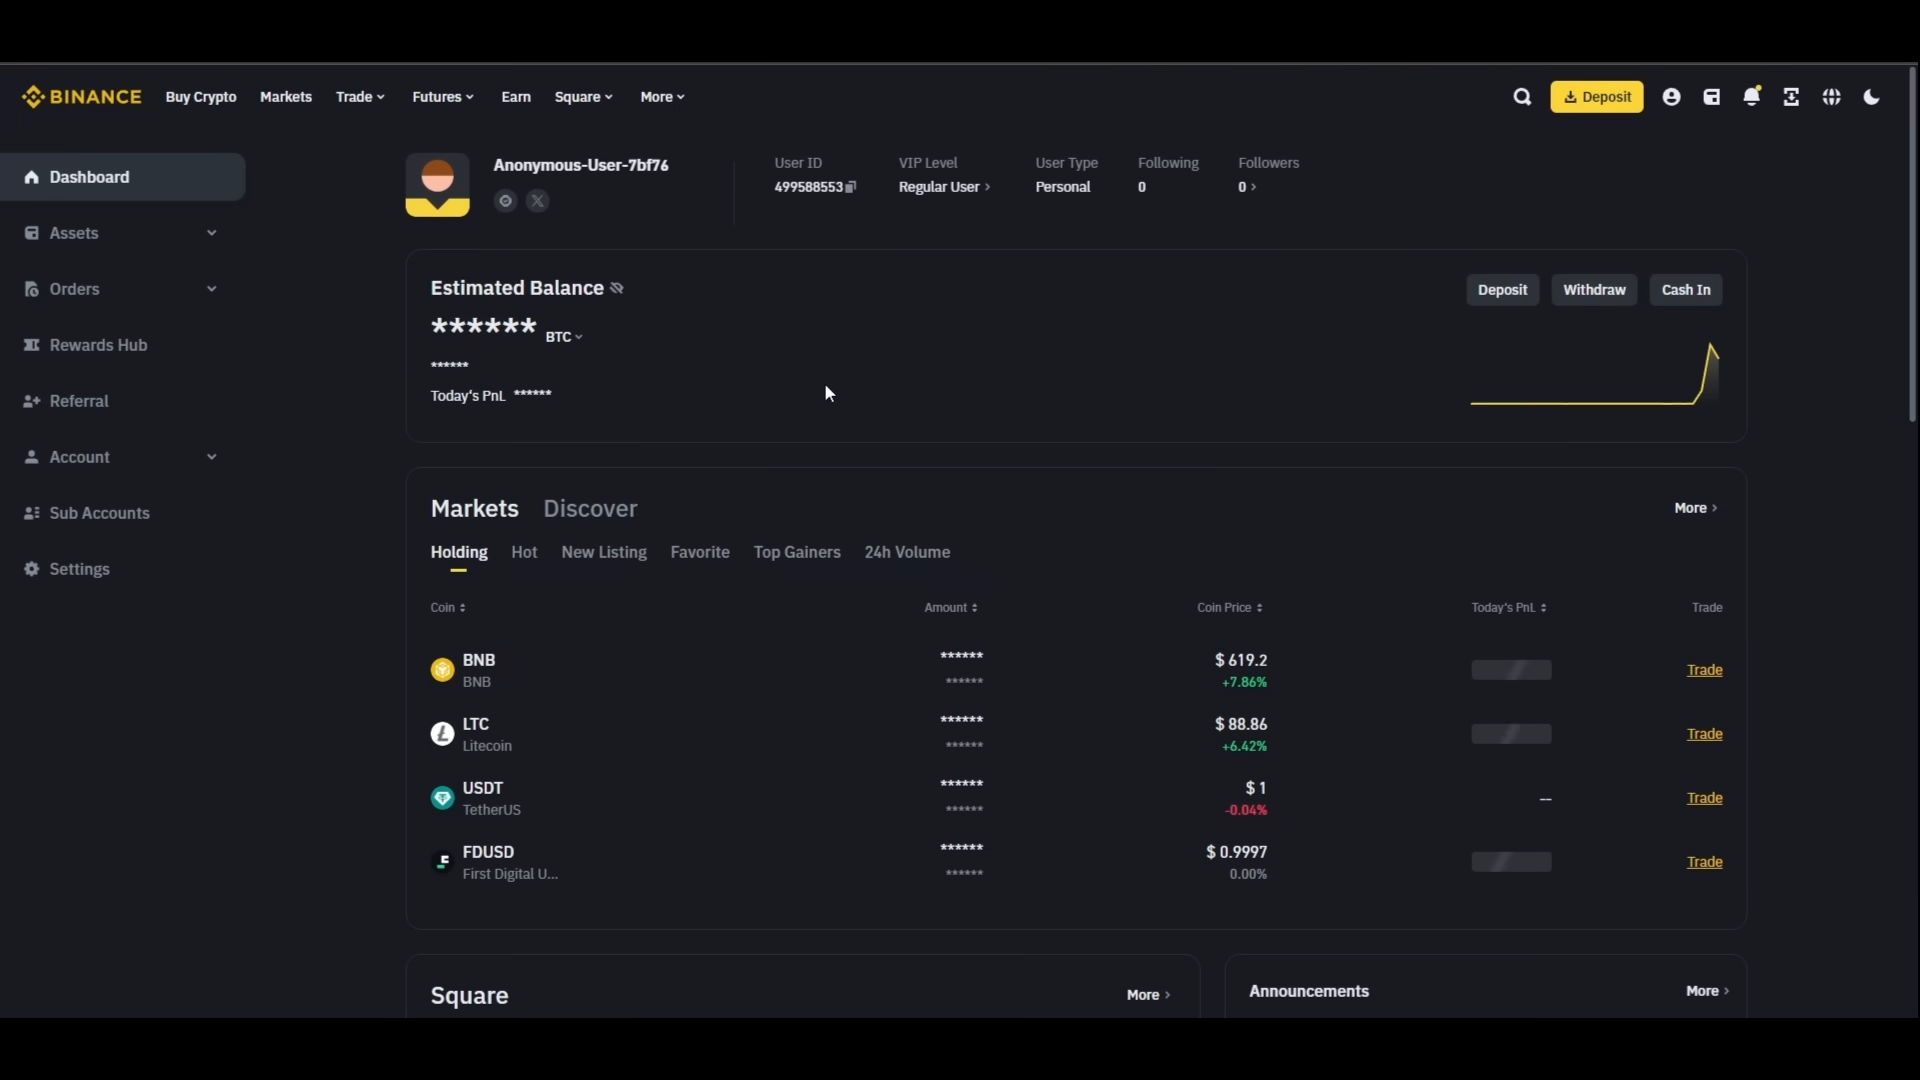 BINANCE Buy Crypto Markets Trade Futures Earn Square More Deposit
Dashboard
Assets
Orders
Rewards Hub
Referral
Account
Sub Accounts
Settings
Anonymous-User-7bf76
User ID VIP Level User Type Following Followers
499588553 Regular User Personal 0 0
Estimated Balance
Deposit Withdraw Cash In
****** BTC
******
Today's PnL ******
Markets Discover More
Holding Hot New Listing Favorite Top Gainers 24h Volume
Coin Amount Coin Price Today's PnL Trade
BNB ****** $ 619.2 Trade
BNB ****** +7.86%
LTC ****** $ 88.86 Trade
Litecoin ****** +6.42%
USDT ****** $ 1 -- Trade
TetherUS ****** -0.04%
FDUSD ****** $ 0.9997 Trade
First Digital U... ****** 0.00%
Square More
Announcements More